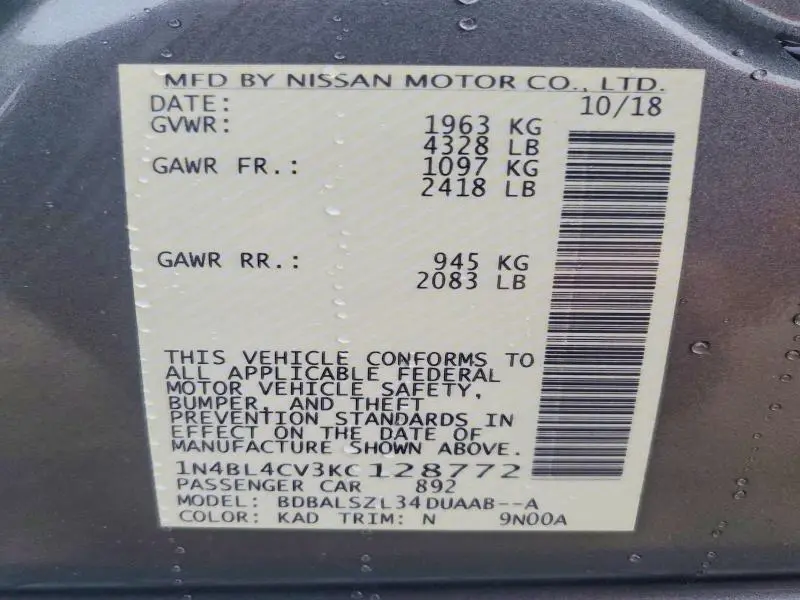 MFD BY NISSAN MOTOR CO., LTD.
DATE: 10/18
GVWR: 1963 KG
4328 LB
GAWR FR.: 1097 KG
2418 LB
GAWR RR.: 945 KG
2083 LB
THIS VEHICLE CONFORMS TO
ALL APPLICABLE FEDERAL
MOTOR VEHICLE SAFETY,
BUMPER, AND THEFT
PREVENTION STANDARDS IN
EFFECT ON THE DATE OF
MANUFACTURE SHOWN ABOVE.
1N4BL4CV3KC128772
PASSENGER CAR 892
MODEL: BDBALSZL34DUAAB--A
COLOR: KAD TRIM: N 9N00A